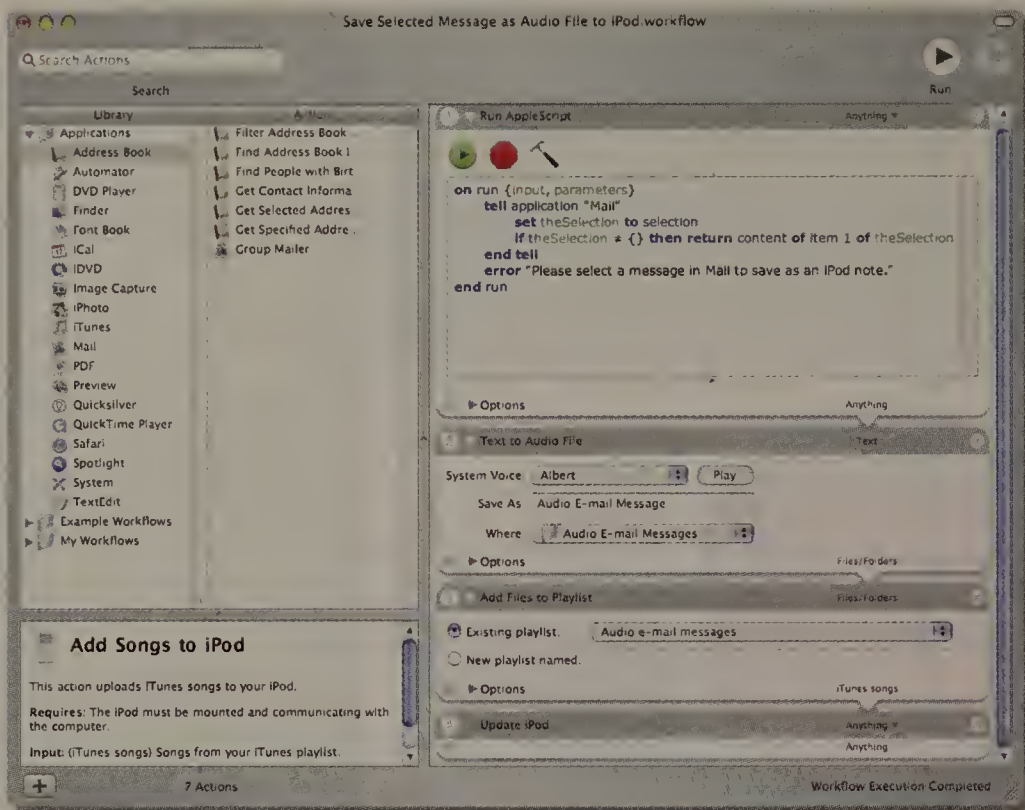 Save Selected Message as Audio File to iPod.workflow
Search Actions
Search
Run
Library
Action
Applications
Address Book
Automator
DVD Player
Finder
Font Book
iCal
iDVD
Image Capture
iPhoto
iTunes
Mail
PDF
Preview
Quicksilver
QuickTime Player
Safari
Spotlight
System
TextEdit
Example Workflows
My Workflows
Filter Address Book
Find Address Book I
Find People with Birt
Get Contact Informa
Get Selected Addres
Get Specified Addre
Group Mailer
Add Songs to iPod
This action uploads iTunes songs to your iPod.
Requires: The iPod must be mounted and communicating with
the computer.
Input: (iTunes songs) Songs from your iTunes playlist.
7 Actions
Run AppleScript
Anything
on run {input, parameters}
tell application "Mail"
set theSelection to selection
if theSelection ≠ {} then return content of item 1 of theSelection
end tell
error "Please select a message in Mail to save as an iPod note."
end run
Options
Anything
Text to Audio File
Text
System Voice
Albert
Play
Save As
Audio E-mail Message
Where
Audio E-mail Messages
Options
Files/Folders
Add Files to Playlist
Files/Folders
Existing playlist.
Audio e-mail messages
New playlist named.
Options
iTunes songs
Update iPod
Anything
Anything
Workflow Execution Completed